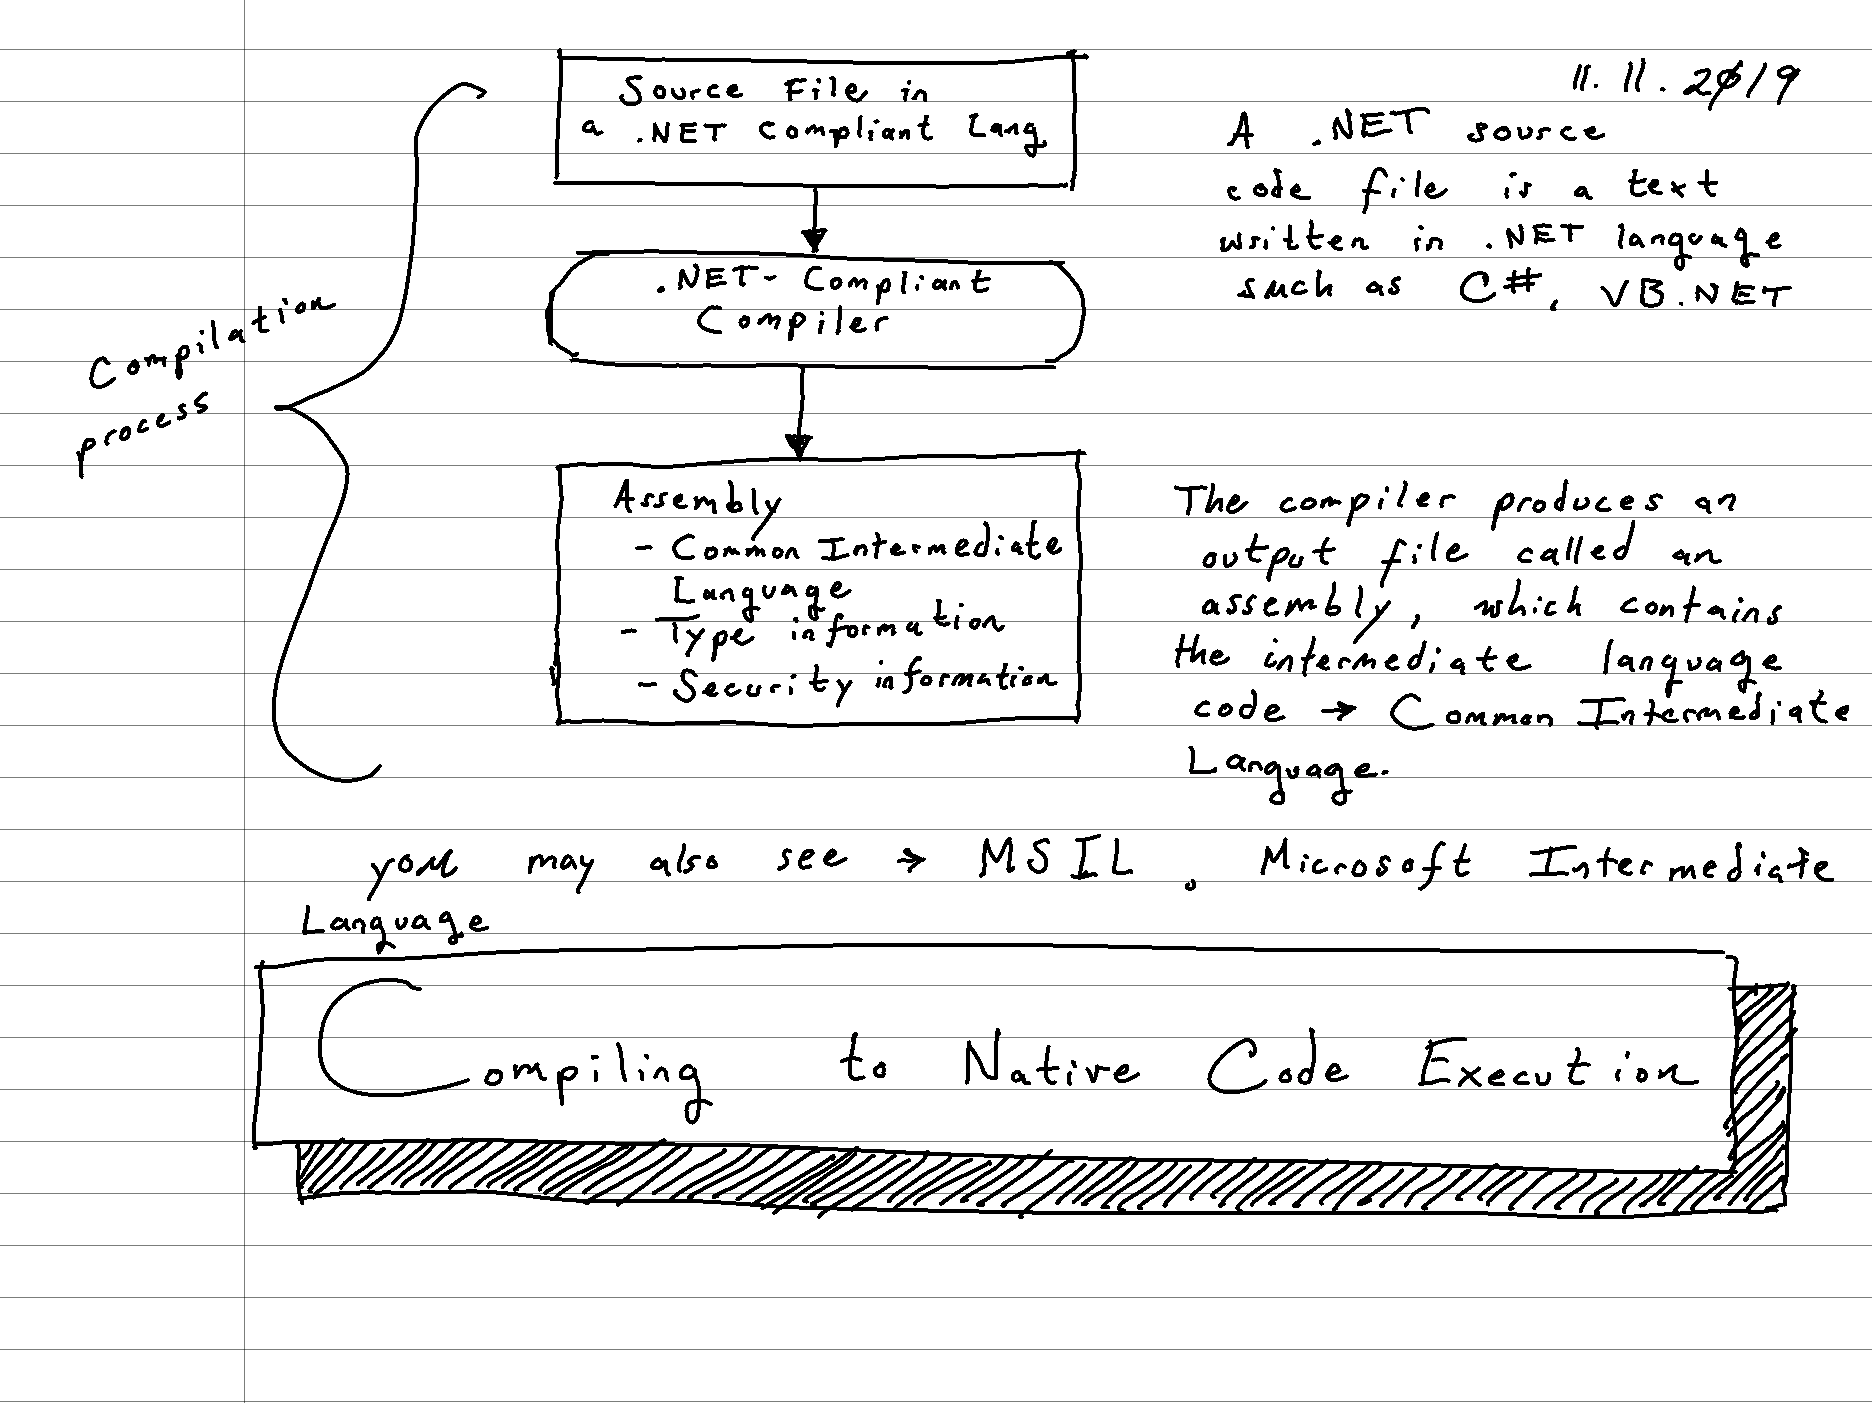 11. 11. 2019
Source File in
a .NET Compliant Lang
A .NET source
code file is a text
written in .NET language
such as C#, VB.NET
.NET- Compliant
Compiler
Compilation
process
Assembly
- Common Intermediate
Language
- Type information
- Security information
The compiler produces an
output file called an
assembly, which contains
the intermediate language
code → Common Intermediate
Language.
you may also see → MSIL. Microsoft Intermediate
Language
Compiling to Native Code Execution